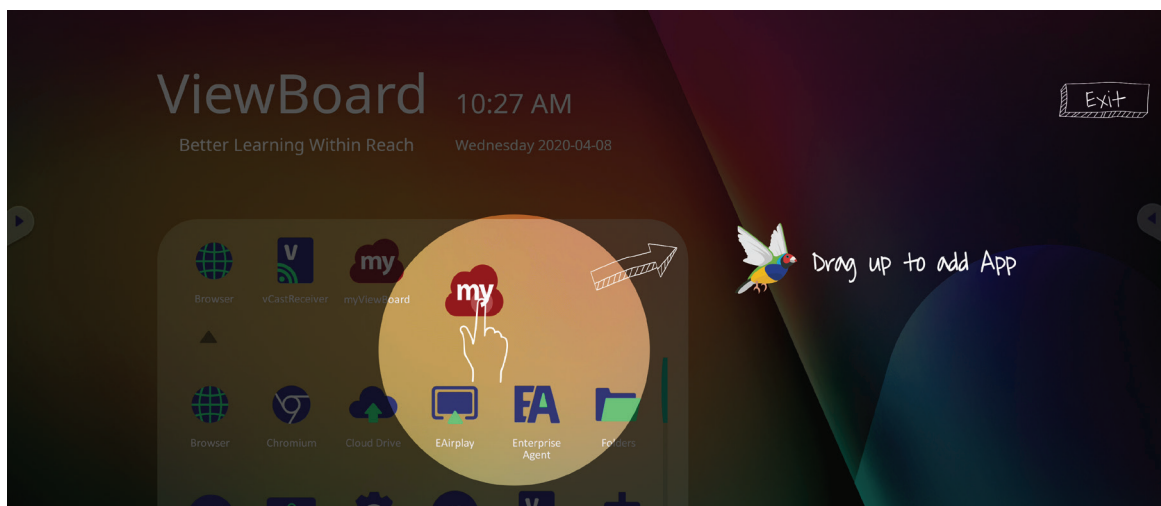 ViewBoard
10:27 AM
Exit
Better Learning Within Reach
Wednesday 2020-04-08
my
my
V
Drag up to add App
Browser
vCastReceiver
myViewBoard
Browser
Chromium
Cloud Drive
EAirplay
EA
Enterprise
Agent
Folders
V